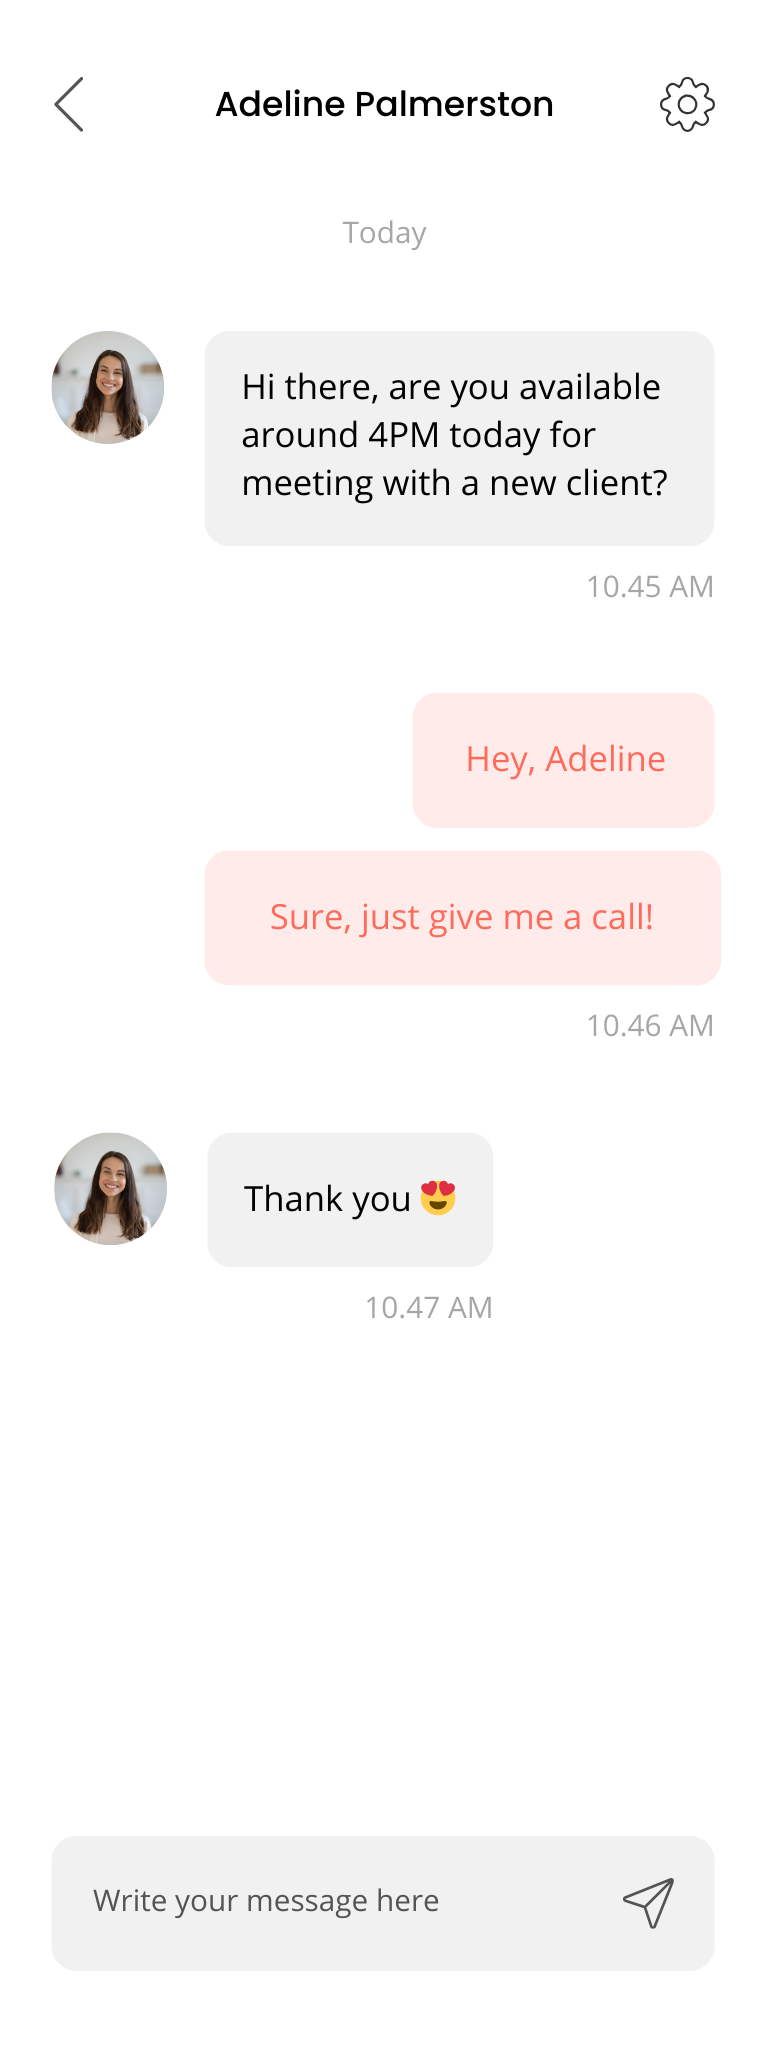 Adeline Palmerston
Today
Hi there, are you available
around 4PM today for
meeting with a new client?
10.45 AM
Hey, Adeline
Sure, just give me a call!
10.46 AM
Thank you 😍
10.47 AM
Write your message here